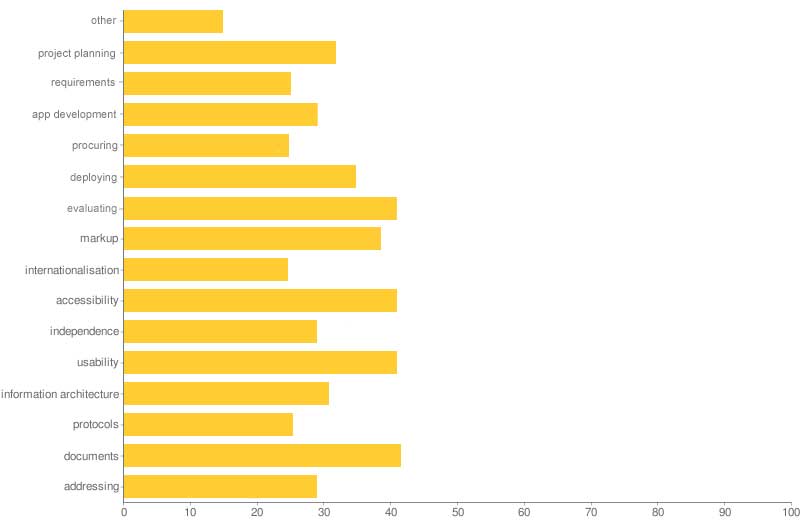 other
project planning
requirements
app development
procuring
deploying
evaluating
markup
internationalisation
accessibility
independence
usability
information architecture
protocols
documents
addressing
0 10 20 30 40 50 60 70 80 90 100